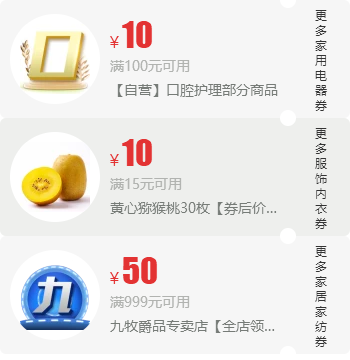 ¥10
满100元可用
【自营】口腔护理部分商品
更多家用电器券
¥10
满15元可用
黄心猕猴桃30枚【券后价...
更多服饰内衣券
九
¥50
满999元可用
九牧爵品专卖店【全店领...
更多家居家纺券